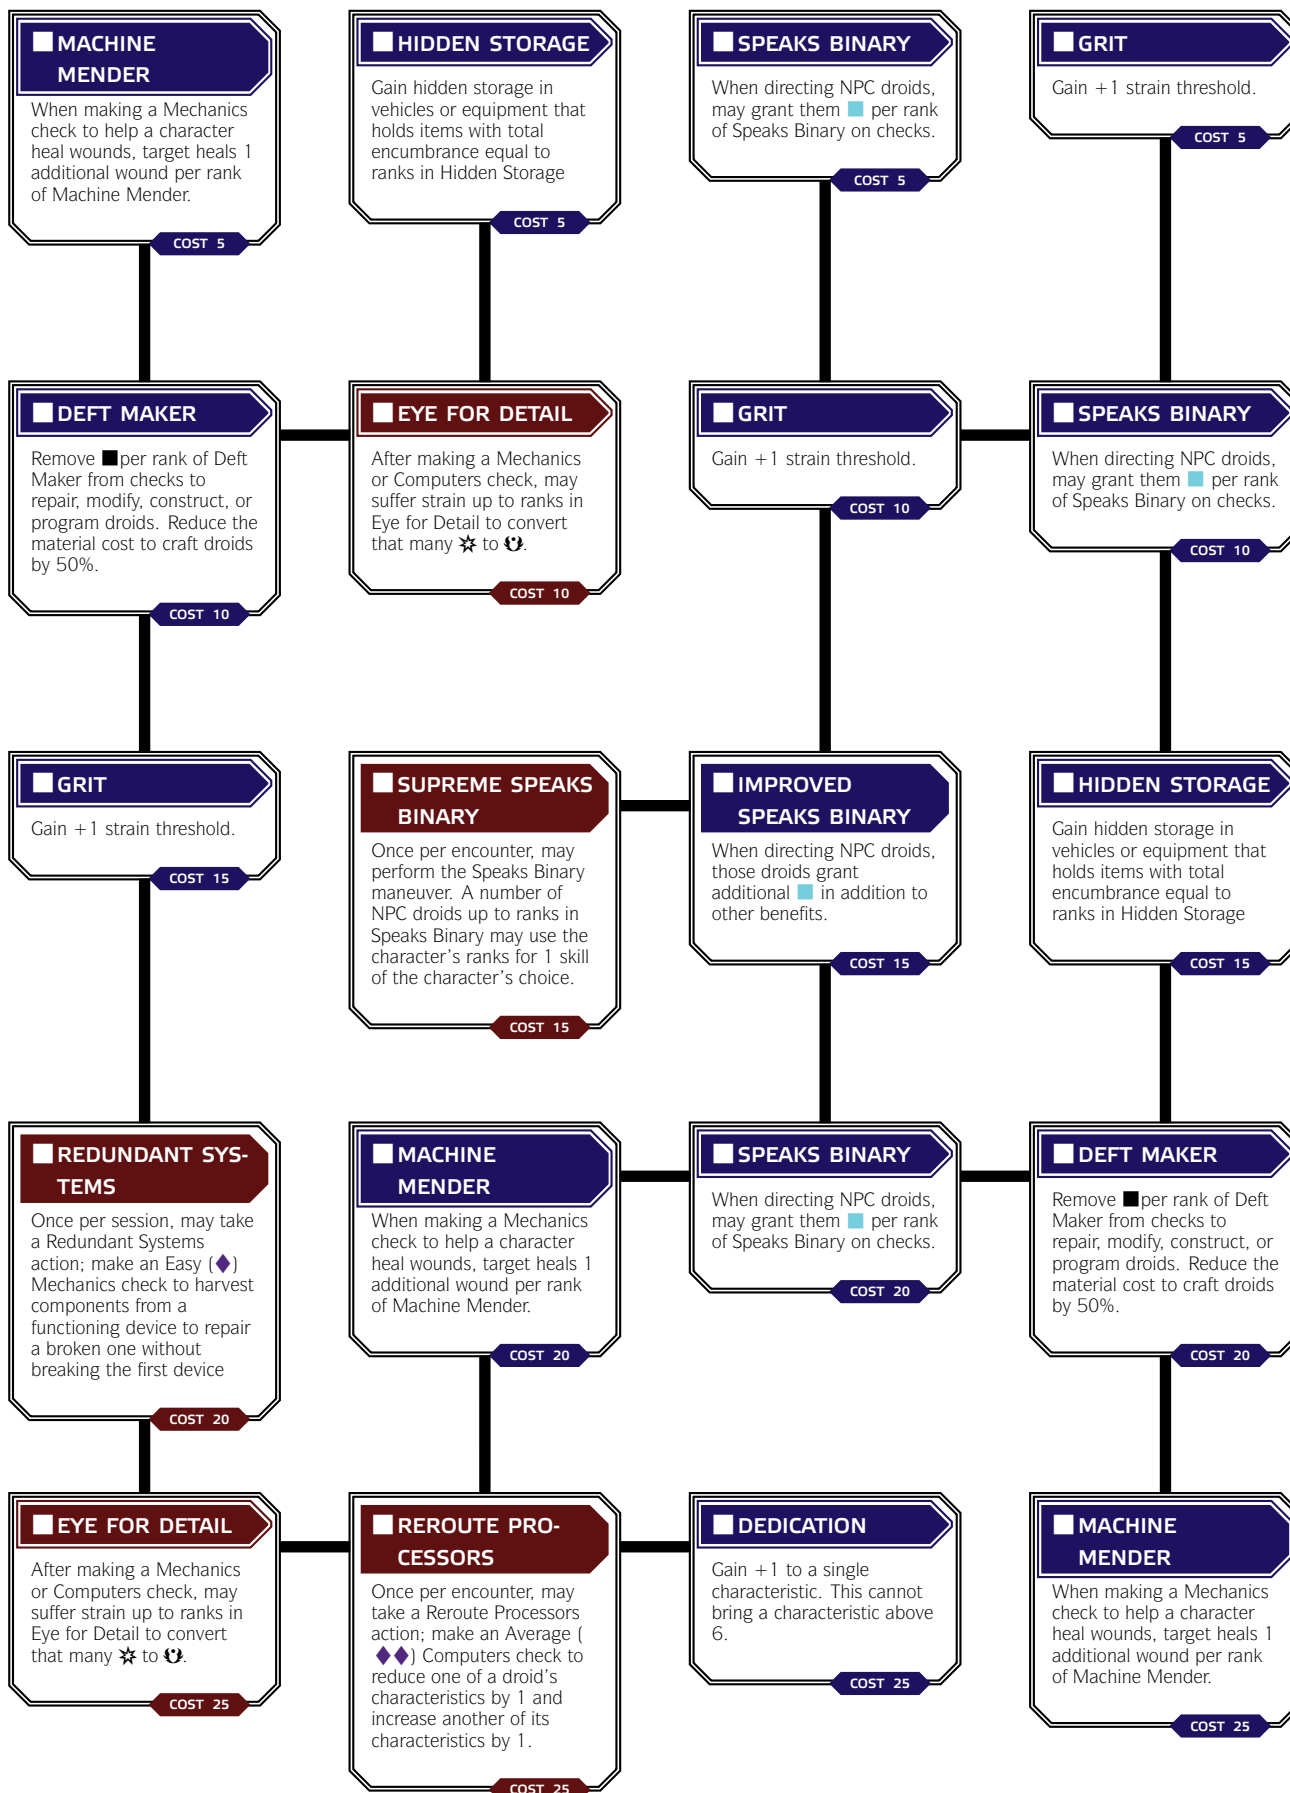 MACHINE
MENDER
When making a Mechanics
check to help a character
heal wounds, target heals 1
additional wound per rank
of Machine Mender.
COST 5
HIDDEN STORAGE
Gain hidden storage in
vehicles or equipment that
holds items with total
encumbrance equal to
ranks in Hidden Storage
COST 5
SPEAKS BINARY
When directing NPC droids,
may grant them per rank
of Speaks Binary on checks.
COST 5
GRIT
Gain +1 strain threshold.
COST 5
DEFT MAKER
Remove per rank of Deft
Maker from checks to
repair, modify, construct, or
program droids. Reduce the
material cost to craft droids
by 50%.
COST 10
EYE FOR DETAIL
After making a Mechanics
or Computers check, may
suffer strain up to ranks in
Eye for Detail to convert
that many to .
COST 10
GRIT
Gain +1 strain threshold.
COST 10
SPEAKS BINARY
When directing NPC droids,
may grant them per rank
of Speaks Binary on checks.
COST 10
GRIT
Gain +1 strain threshold.
COST 15
SUPREME SPEAKS
BINARY
Once per encounter, may
perform the Speaks Binary
maneuver. A number of
NPC droids up to ranks in
Speaks Binary may use the
character's ranks for 1 skill
of the character's choice.
COST 15
IMPROVED
SPEAKS BINARY
When directing NPC droids,
those droids grant
additional in addition to
other benefits.
COST 15
HIDDEN STORAGE
Gain hidden storage in
vehicles or equipment that
holds items with total
encumbrance equal to
ranks in Hidden Storage
COST 15
REDUNDANT SYS-
TEMS
Once per session, may take
a Redundant Systems
action; make an Easy (◆)
Mechanics check to harvest
components from a
functioning device to repair
a broken one without
breaking the first device
COST 20
MACHINE
MENDER
When making a Mechanics
check to help a character
heal wounds, target heals 1
additional wound per rank
of Machine Mender.
COST 20
SPEAKS BINARY
When directing NPC droids,
may grant them per rank
of Speaks Binary on checks.
COST 20
DEFT MAKER
Remove per rank of Deft
Maker from checks to
repair, modify, construct, or
program droids. Reduce the
material cost to craft droids
by 50%.
COST 20
EYE FOR DETAIL
After making a Mechanics
or Computers check, may
suffer strain up to ranks in
Eye for Detail to convert
that many to .
COST 25
REROUTE PRO-
CESSORS
Once per encounter, may
take a Reroute Processors
action; make an Average (
◆◆) Computers check to
reduce one of a droid's
characteristics by 1 and
increase another of its
characteristics by 1.
COST 25
DEDICATION
Gain +1 to a single
characteristic. This cannot
bring a characteristic above
6.
COST 25
MACHINE
MENDER
When making a Mechanics
check to help a character
heal wounds, target heals 1
additional wound per rank
of Machine Mender.
COST 25